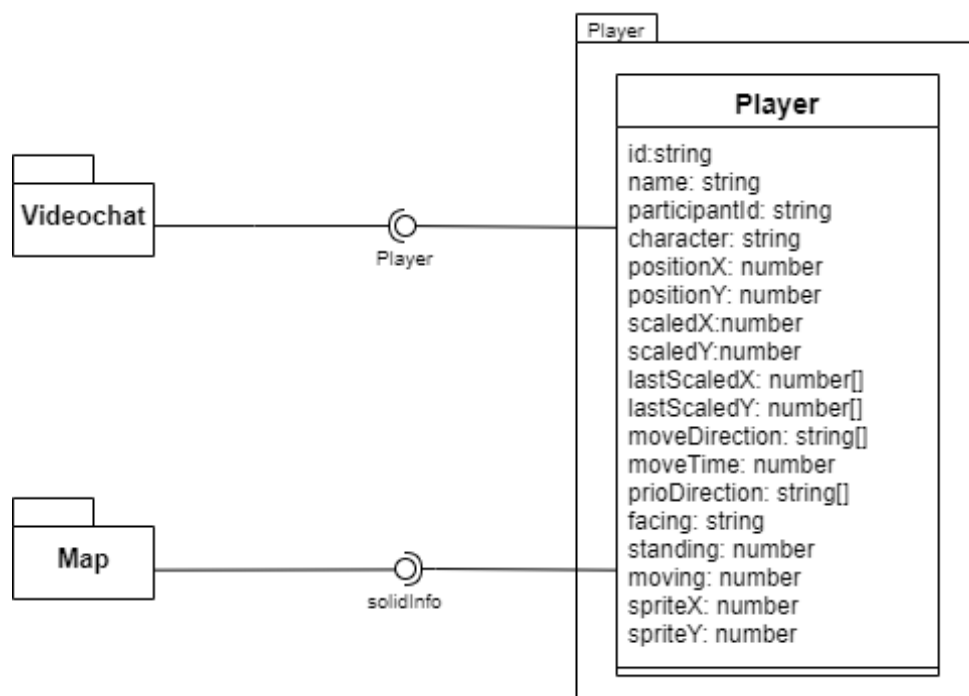 Player
Player
id:string
name: string
participantId: string
character: string
positionX: number
positionY: number
scaledX:number
scaledY:number
lastScaledX: number[]
lastScaledY: number[]
moveDirection: string[]
moveTime: number
prioDirection: string[]
facing: string
standing: number
moving: number
spriteX: number
spriteY: number
Videochat
Player
Map
solidInfo